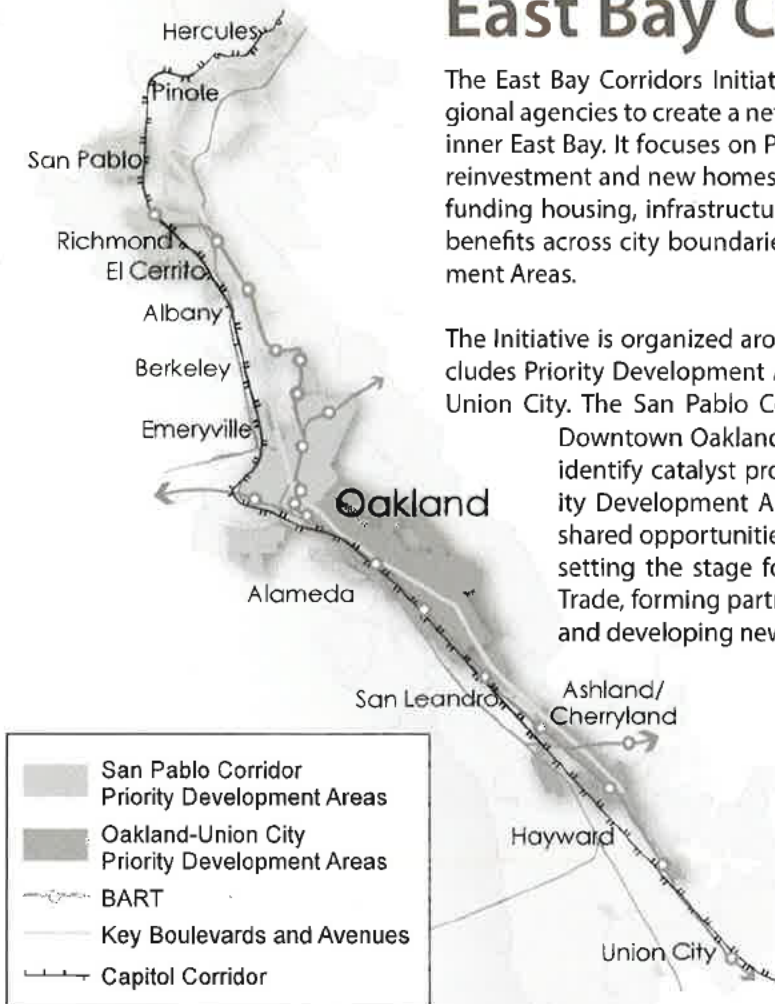 East Bay C
The East Bay Corridors Initiat
gional agencies to create a ne
inner East Bay. It focuses on P
reinvestment and new homes
funding housing, infrastructu
benefits across city boundarie
ment Areas.
The Initiative is organized aro
cludes Priority Development
Union City. The San Pablo C
Downtown Oakland
identify catalyst pro
ity Development A
shared opportunitie
setting the stage fo
Trade, forming part
and developing new
Hercules
Pinole
San Pablo
Richmond
El Cerrito
Albany
Berkeley
Emeryville
Oakland
Alameda
San Leandro
Ashland/
Cherryland
Hayward
Union City
San Pablo Corridor
Priority Development Areas
Oakland-Union City
Priority Development Areas
BART
Key Boulevards and Avenues
Capitol Corridor